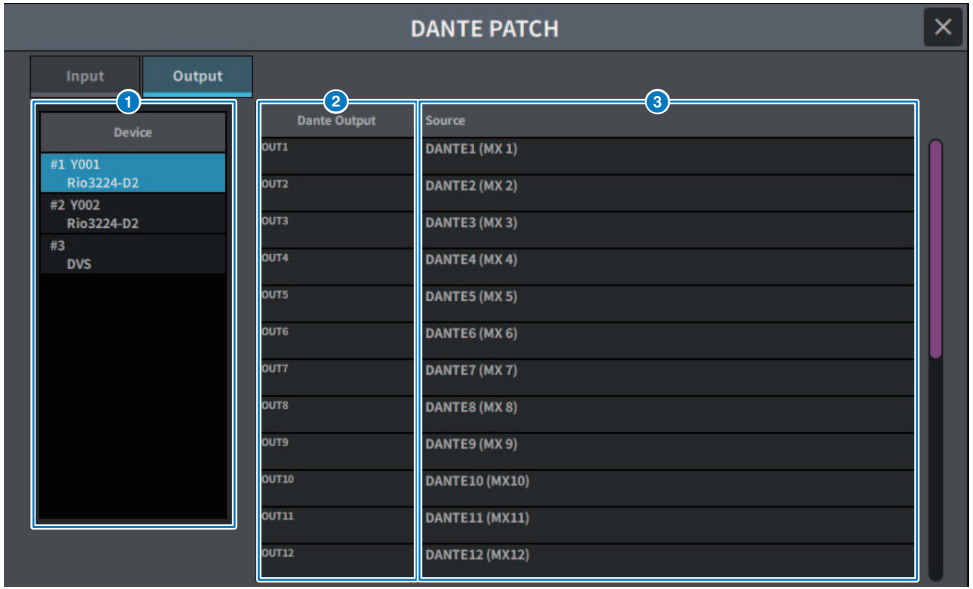 DANTE PATCH
Input
Output
1
2
3
Device
Dante Output
Source
#1 Y001
Rio3224-D2
#2 Y002
Rio3224-D2
#3
DVS
OUT1
DANTE1 (MX 1)
OUT2
DANTE2 (MX 2)
OUT3
DANTE3 (MX 3)
OUT4
DANTE4 (MX 4)
OUT5
DANTE5 (MX 5)
OUT6
DANTE6 (MX 6)
OUT7
DANTE7 (MX 7)
OUT8
DANTE8 (MX 8)
OUT9
DANTE9 (MX 9)
OUT10
DANTE10 (MX10)
OUT11
DANTE11 (MX11)
OUT12
DANTE12 (MX12)